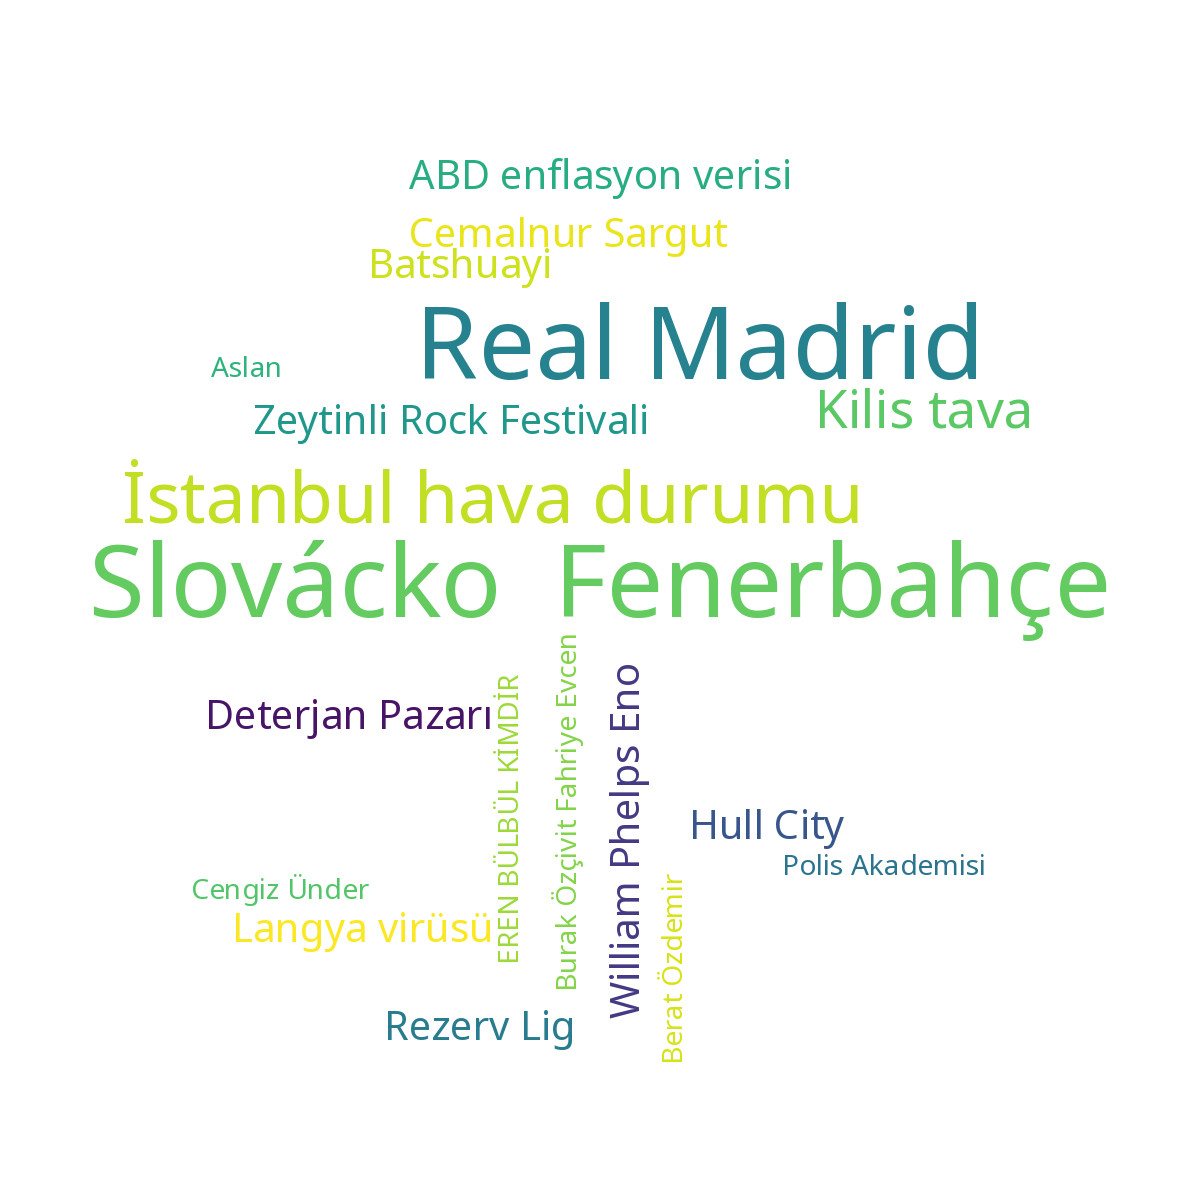 ABD enflasyon verisi
Cemalnur Sargut
Batshuayi
Real Madrid
Aslan
Kilis tava
Zeytinli Rock Festivali
İstanbul hava durumu
Slovácko Fenerbahçe
Deterjan Pazarı
EREN BÜLBÜL KİMDİR
Burak Özçivit Fahriye Evcen
William Phelps Eno
Hull City
Polis Akademisi
Cengiz Ünder
Langya virüsü
Berat Özdemir
Rezerv Lig